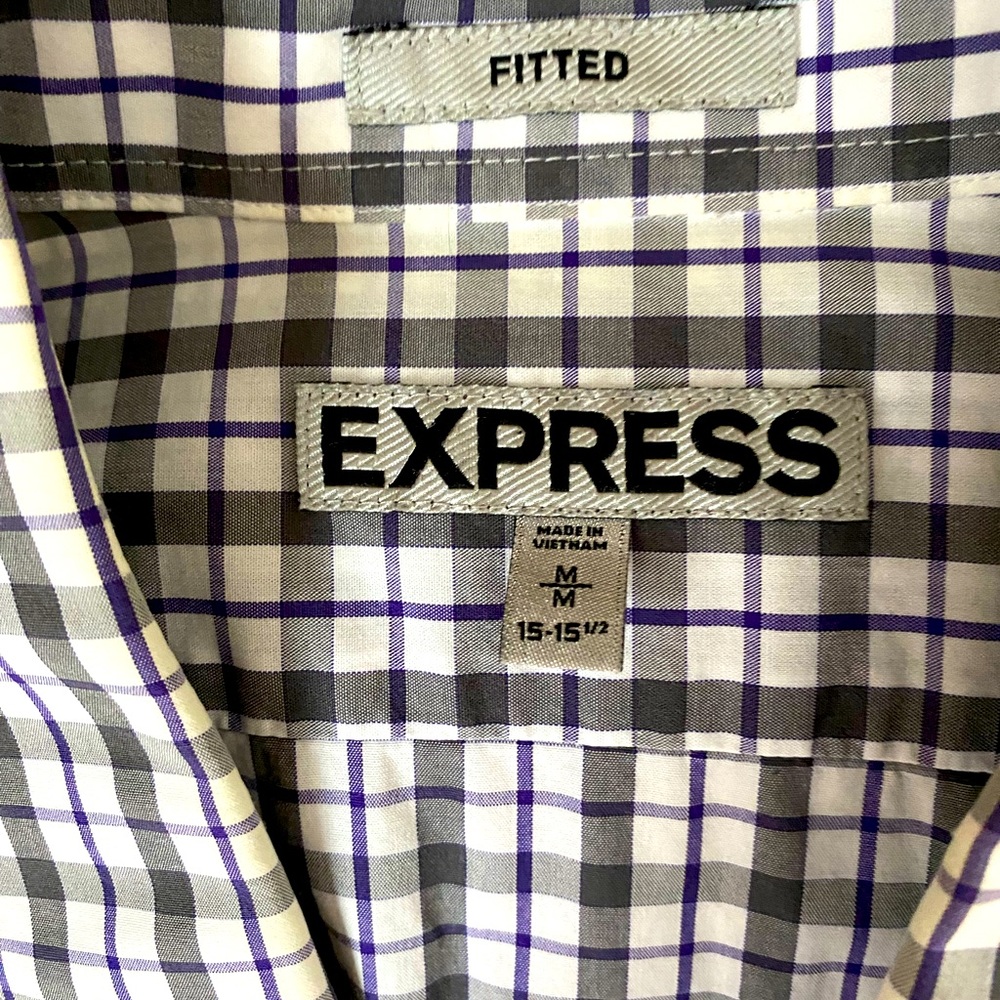 FITTED
EXPRESS
MADE IN
VIETNAM
M
M
15-15 1/2